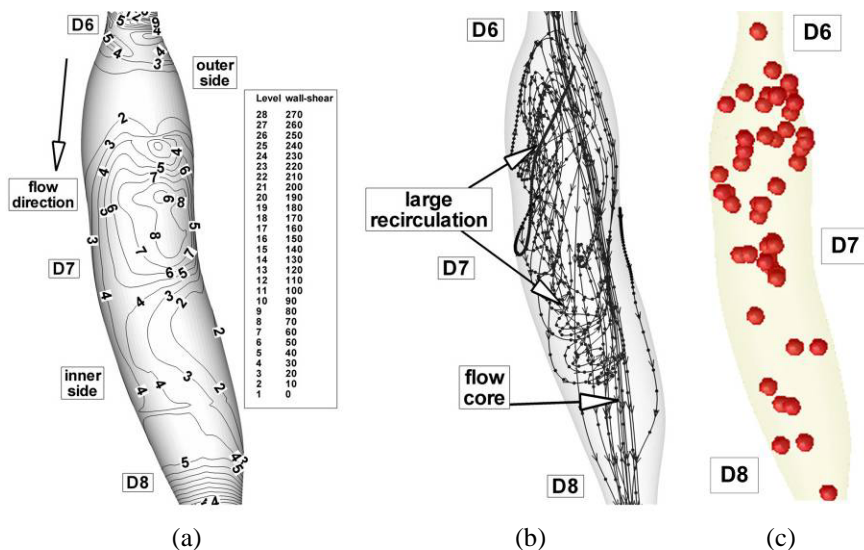 D6
outer
side
flow
direction
D7
inner
side
D8
Level wall-shear
28 270
27 260
26 250
25 240
24 230
23 220
22 210
21 200
20 190
19 180
18 170
17 160
16 150
15 140
14 130
13 120
12 110
11 100
10 90
9 80
8 70
7 60
6 50
5 40
4 30
3 20
2 10
1 0
(a)
D6
large
recirculation
D7
flow
core
D8
(b)
D6
D7
D8
(c)